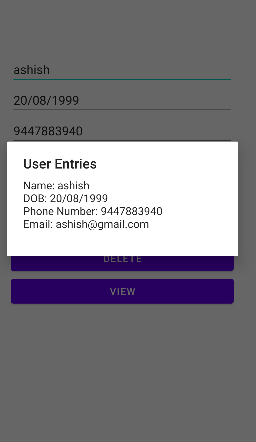 ashish
20/08/1999
9447883940
User Entries
Name: ashish
DOB: 20/08/1999
Phone Number: 9447883940
Email: ashish@gmail.com
DELETE
VIEW